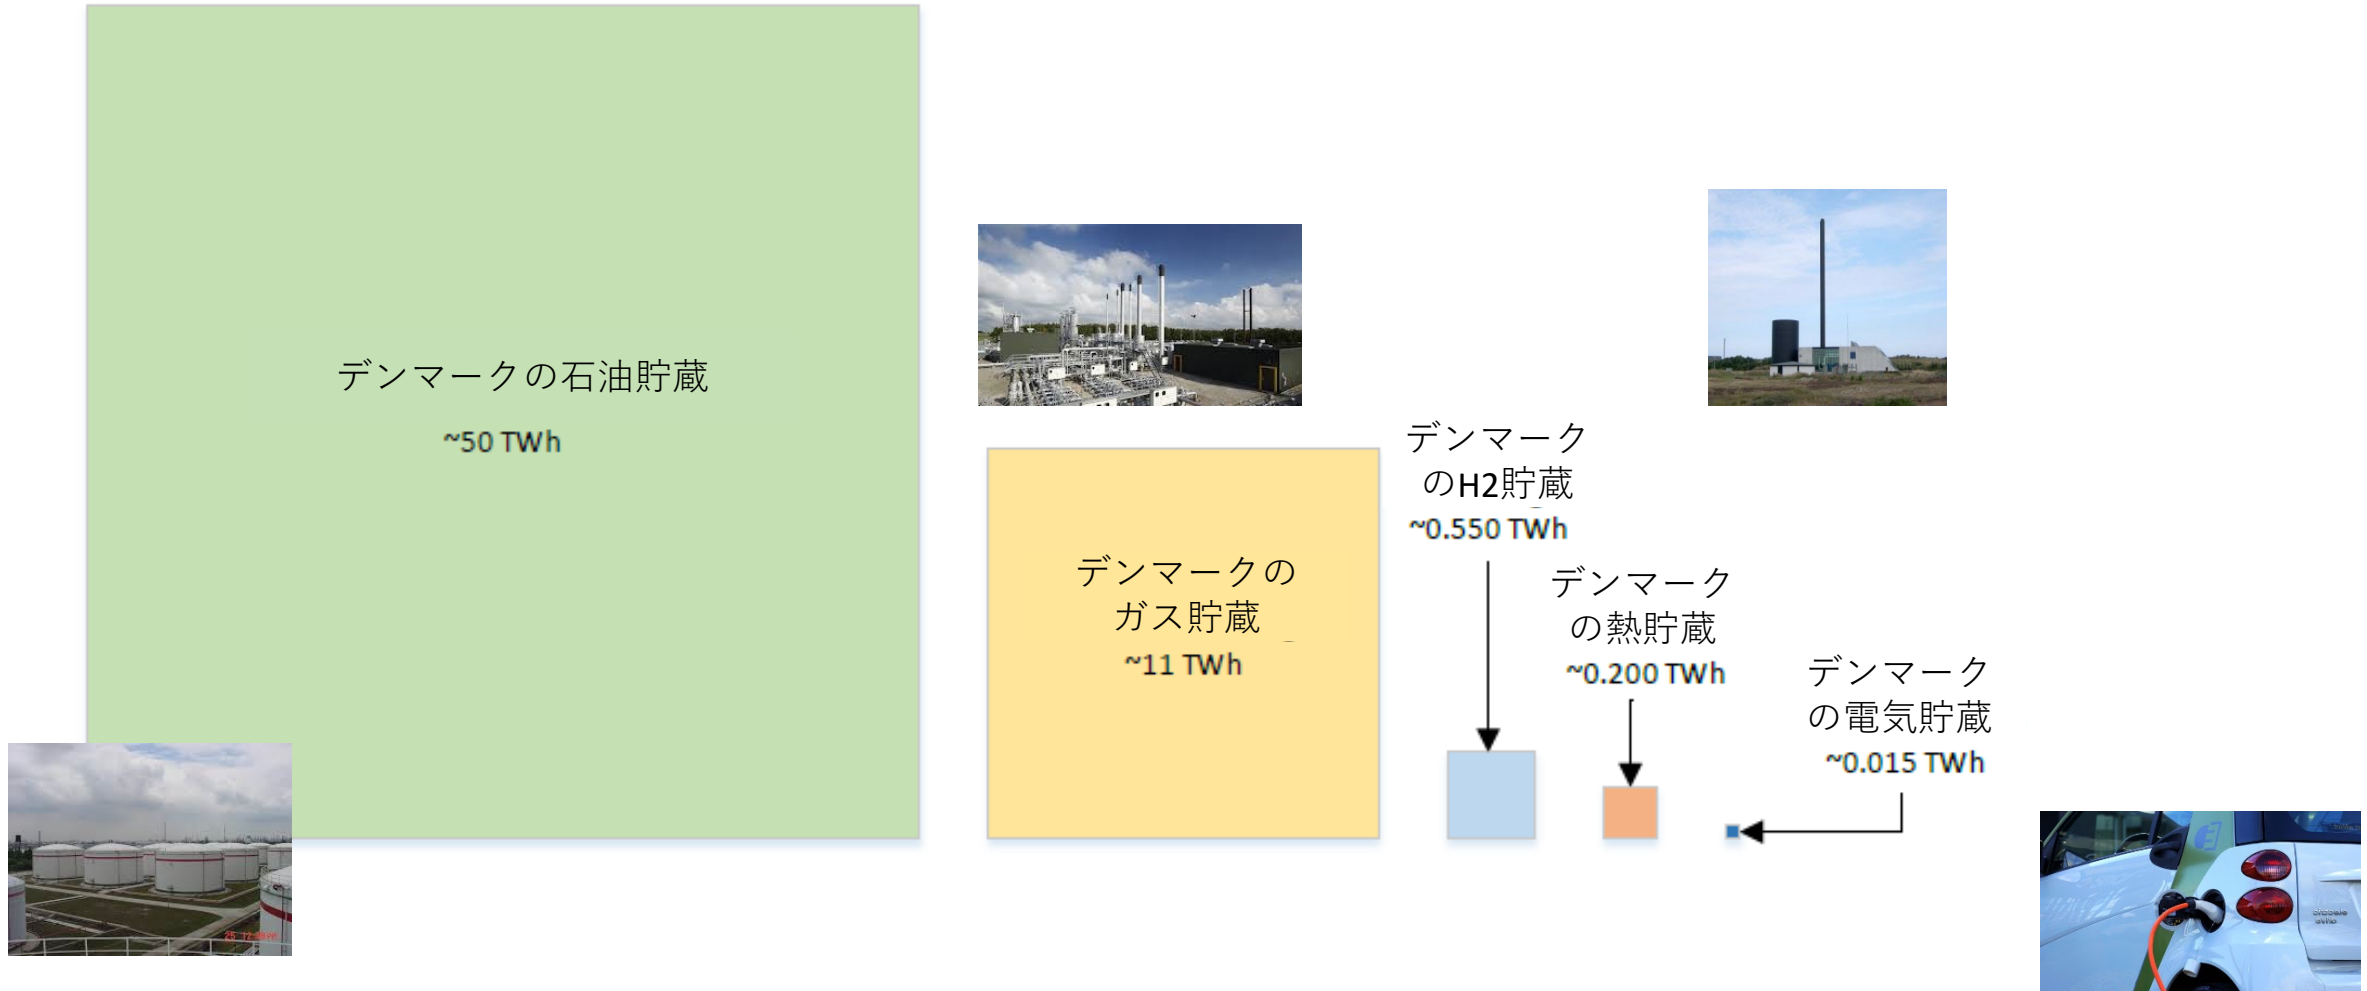 デンマークの石油貯蔵
~50 TWh
デンマークの
ガス貯蔵
~11 TWh
デンマーク
のH2貯蔵
~0.550 TWh
デンマーク
の熱貯蔵
~0.200 TWh
デンマーク
の電気貯蔵
~0.015 TWh